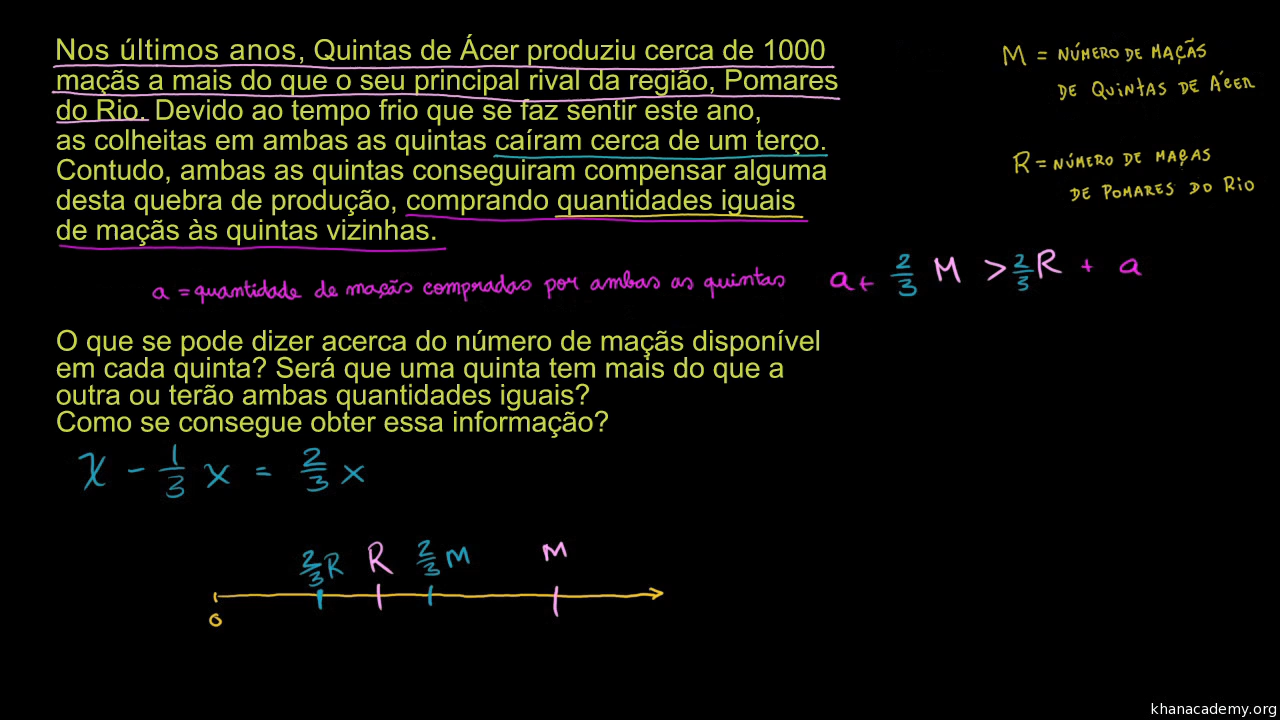 Nos últimos anos, Quintas de Ácer produziu cerca de 1000
maçãs a mais do que o seu principal rival da região, Pomares
do Rio. Devido ao tempo frio que se faz sentir este ano,
as colheitas em ambas as quintas caíram cerca de um terço.
Contudo, ambas as quintas conseguiram compensar alguma
desta quebra de produção, comprando quantidades iguais
de maçãs às quintas vizinhas.
M = NÚMERO DE MAÇÃS
DE QUINTAS DE ÁCER
R = NÚMERO DE MAÇAS
DE POMARES DO RIO
a = quantidade de maçãs compradas por ambas as quintas
a + 2/3 M > 2/3 R + a
O que se pode dizer acerca do número de maçãs disponível
em cada quinta? Será que uma quinta tem mais do que a
outra ou terão ambas quantidades iguais?
Como se consegue obter essa informação?
x - 1/3 x = 2/3 x
2/3 R R 2/3 M M
0
khanacademy.org